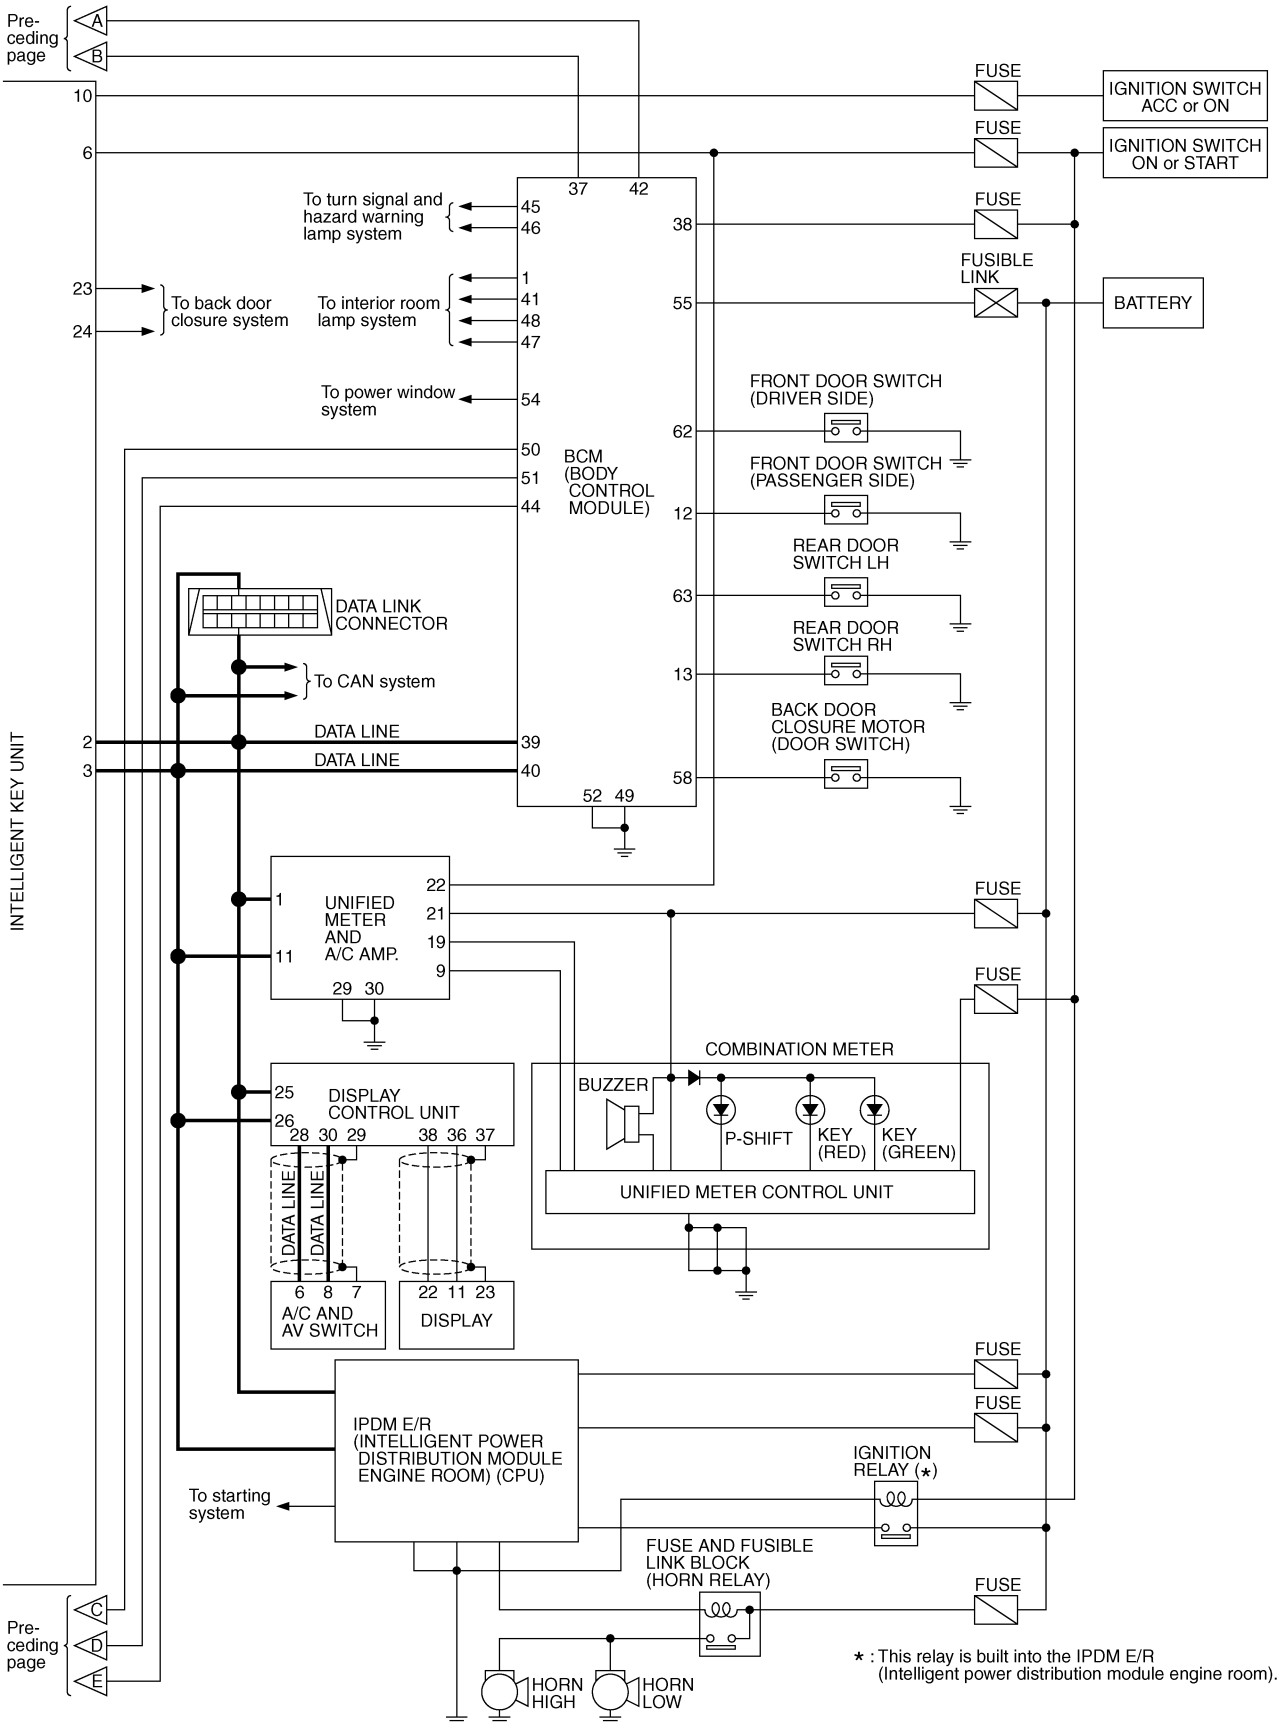 Pre-
ceding
page
A
B
10
FUSE
IGNITION SWITCH
ACC or ON
6
FUSE
IGNITION SWITCH
ON or START
37 42
To turn signal and
hazard warning
lamp system
45
46
38
FUSE
23
24
To back door
closure system
To interior room
lamp system
1
41
48
47
55
FUSIBLE
LINK
BATTERY
To power window
system
54
FRONT DOOR SWITCH
(DRIVER SIDE)
62
50
51
44
BCM
(BODY
CONTROL
MODULE)
FRONT DOOR SWITCH
(PASSENGER SIDE)
12
REAR DOOR
SWITCH LH
63
DATA LINK
CONNECTOR
REAR DOOR
SWITCH RH
13
To CAN system
BACK DOOR
CLOSURE MOTOR
(DOOR SWITCH)
58
2
DATA LINE
39
3
DATA LINE
40
52 49
INTELLIGENT KEY UNIT
1
11
UNIFIED
METER
AND
A/C AMP.
22
21
19
9
29 30
FUSE
FUSE
COMBINATION METER
BUZZER
P-SHIFT
KEY
(RED)
KEY
(GREEN)
UNIFIED METER CONTROL UNIT
25
26
DISPLAY
CONTROL UNIT
28 30 29
38 36 37
DATA LINE
DATA LINE
6 8 7
A/C AND
AV SWITCH
22 11 23
DISPLAY
FUSE
FUSE
IPDM E/R
(INTELLIGENT POWER
DISTRIBUTION MODULE
ENGINE ROOM) (CPU)
IGNITION
RELAY (*)
To starting
system
FUSE AND FUSIBLE
LINK BLOCK
(HORN RELAY)
FUSE
Pre-
ceding
page
C
D
E
HORN
HIGH
HORN
LOW
* : This relay is built into the IPDM E/R
(Intelligent power distribution module engine room).